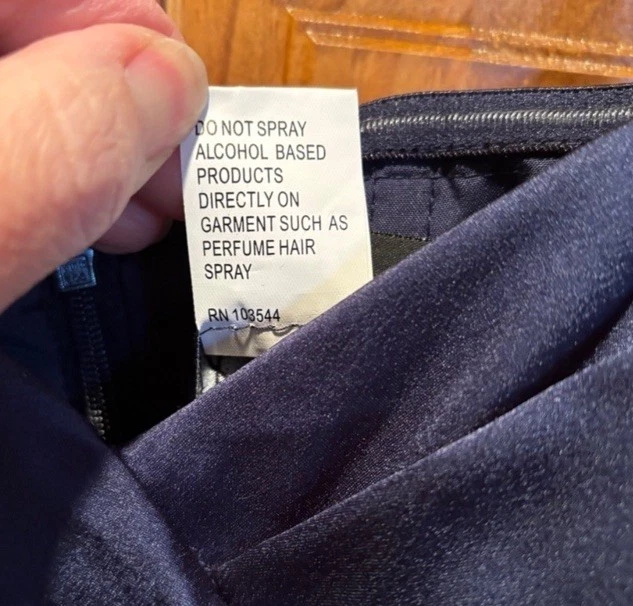 DO NOT SPRAY
ALCOHOL BASED
PRODUCTS
DIRECTLY ON
GARMENT SUCH AS
PERFUME HAIR
SPRAY
RN 103544